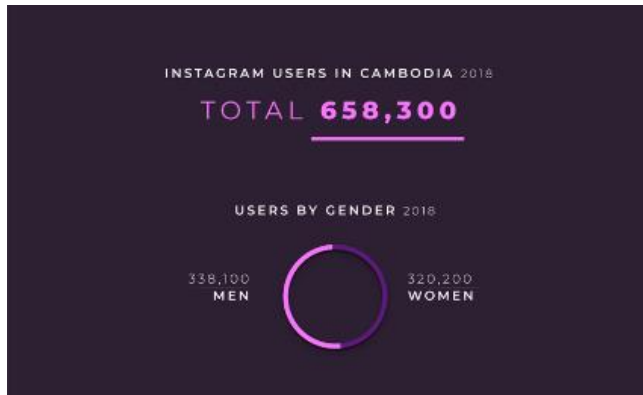 INSTAGRAM USERS IN CAMBODIA 2018
TOTAL 658,300
USERS BY GENDER 2018
338,100
MEN
320,200
WOMEN